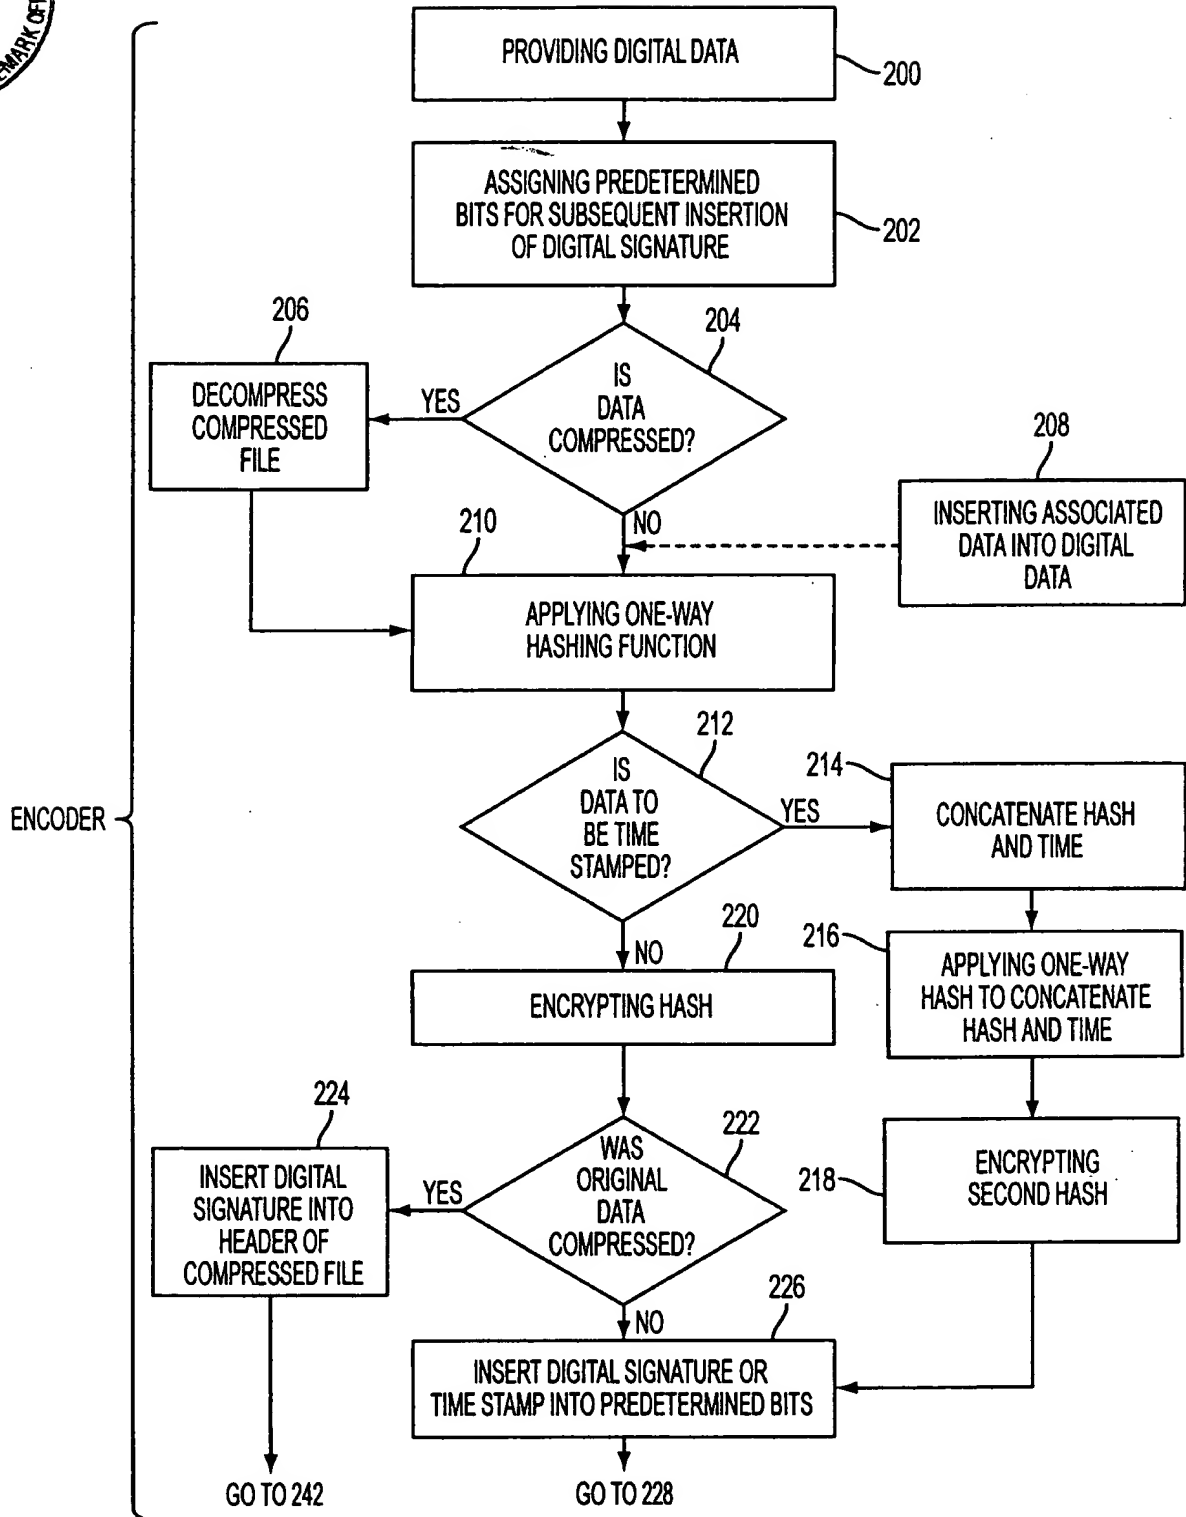 PROVIDING DIGITAL DATA
200
ASSIGNING PREDETERMINED
BITS FOR SUBSEQUENT INSERTION
OF DIGITAL SIGNATURE
202
206
204
DECOMPRESS
COMPRESSED
FILE
YES
IS
DATA
COMPRESSED?
208
NO
INSERTING ASSOCIATED
DATA INTO DIGITAL
DATA
210
APPLYING ONE-WAY
HASHING FUNCTION
212
IS
DATA TO
BE TIME
STAMPED?
YES
214
CONCATENATE HASH
AND TIME
ENCODER
NO
220
216
APPLYING ONE-WAY
HASH TO CONCATENATE
HASH AND TIME
ENCRYPTING HASH
224
222
INSERT DIGITAL
SIGNATURE INTO
HEADER OF
COMPRESSED FILE
YES
WAS
ORIGINAL
DATA
COMPRESSED?
218
ENCRYPTING
SECOND HASH
NO
226
INSERT DIGITAL SIGNATURE OR
TIME STAMP INTO PREDETERMINED BITS
GO TO 242
GO TO 228